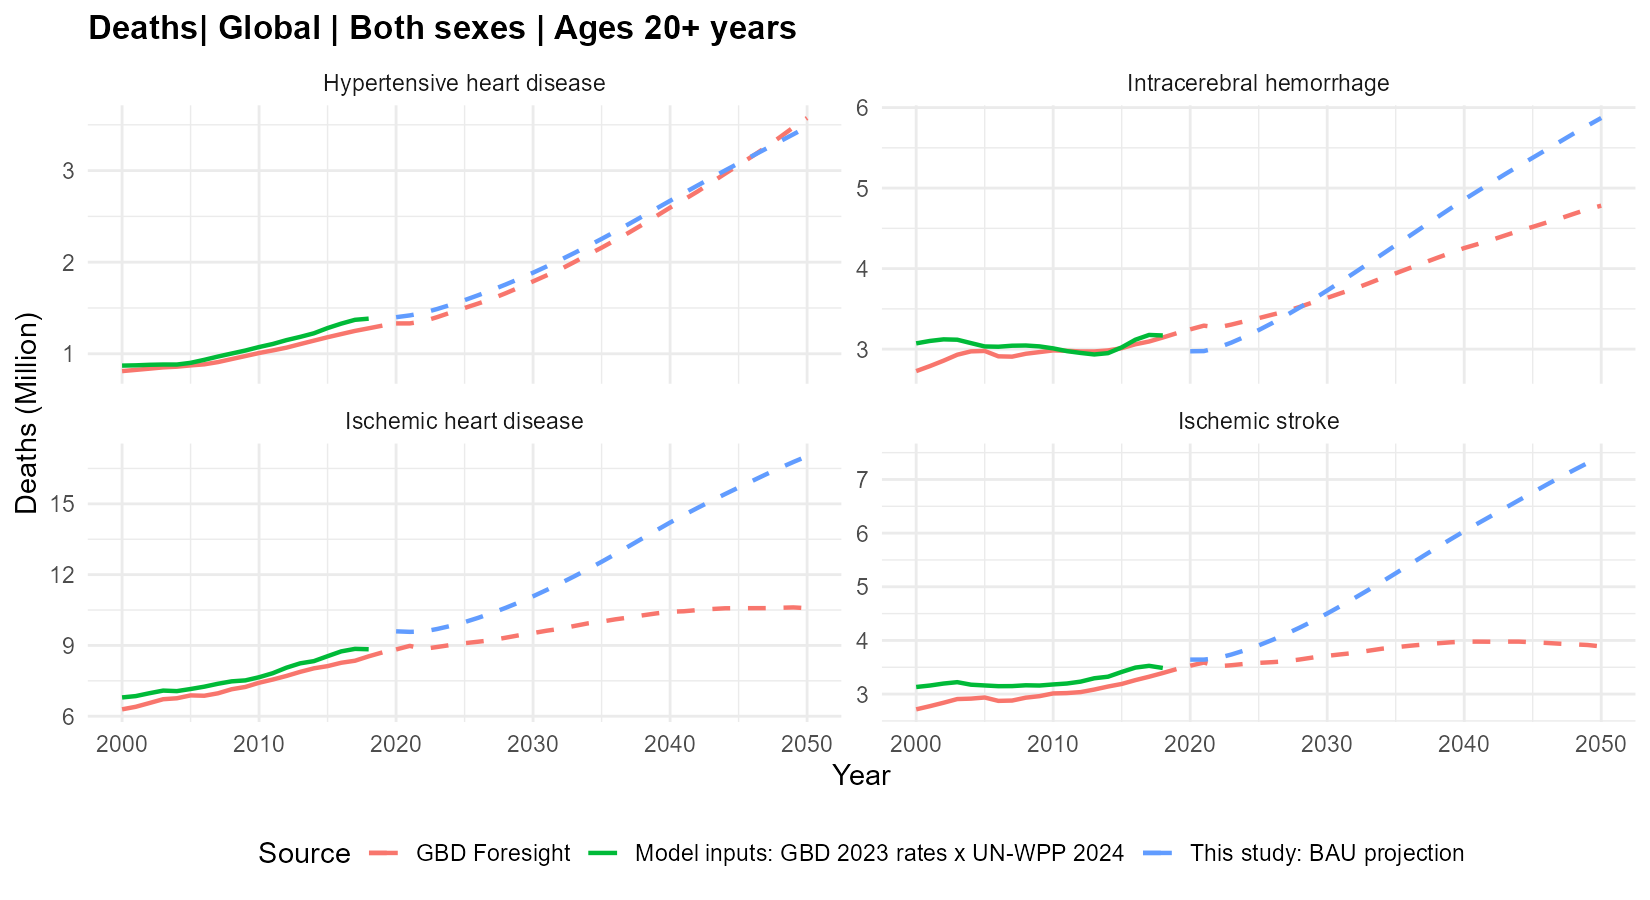 Deaths| Global | Both sexes | Ages 20+ years
Hypertensive heart disease
Intracerebral hemorrhage
3
2
1
6
5
4
3
Deaths (Million)
Ischemic heart disease
Ischemic stroke
15
12
9
6
7
6
5
4
3
2000 2010 2020 2030 2040 2050
2000 2010 2020 2030 2040 2050
Year
Source GBD Foresight Model inputs: GBD 2023 rates x UN-WPP 2024 This study: BAU projection